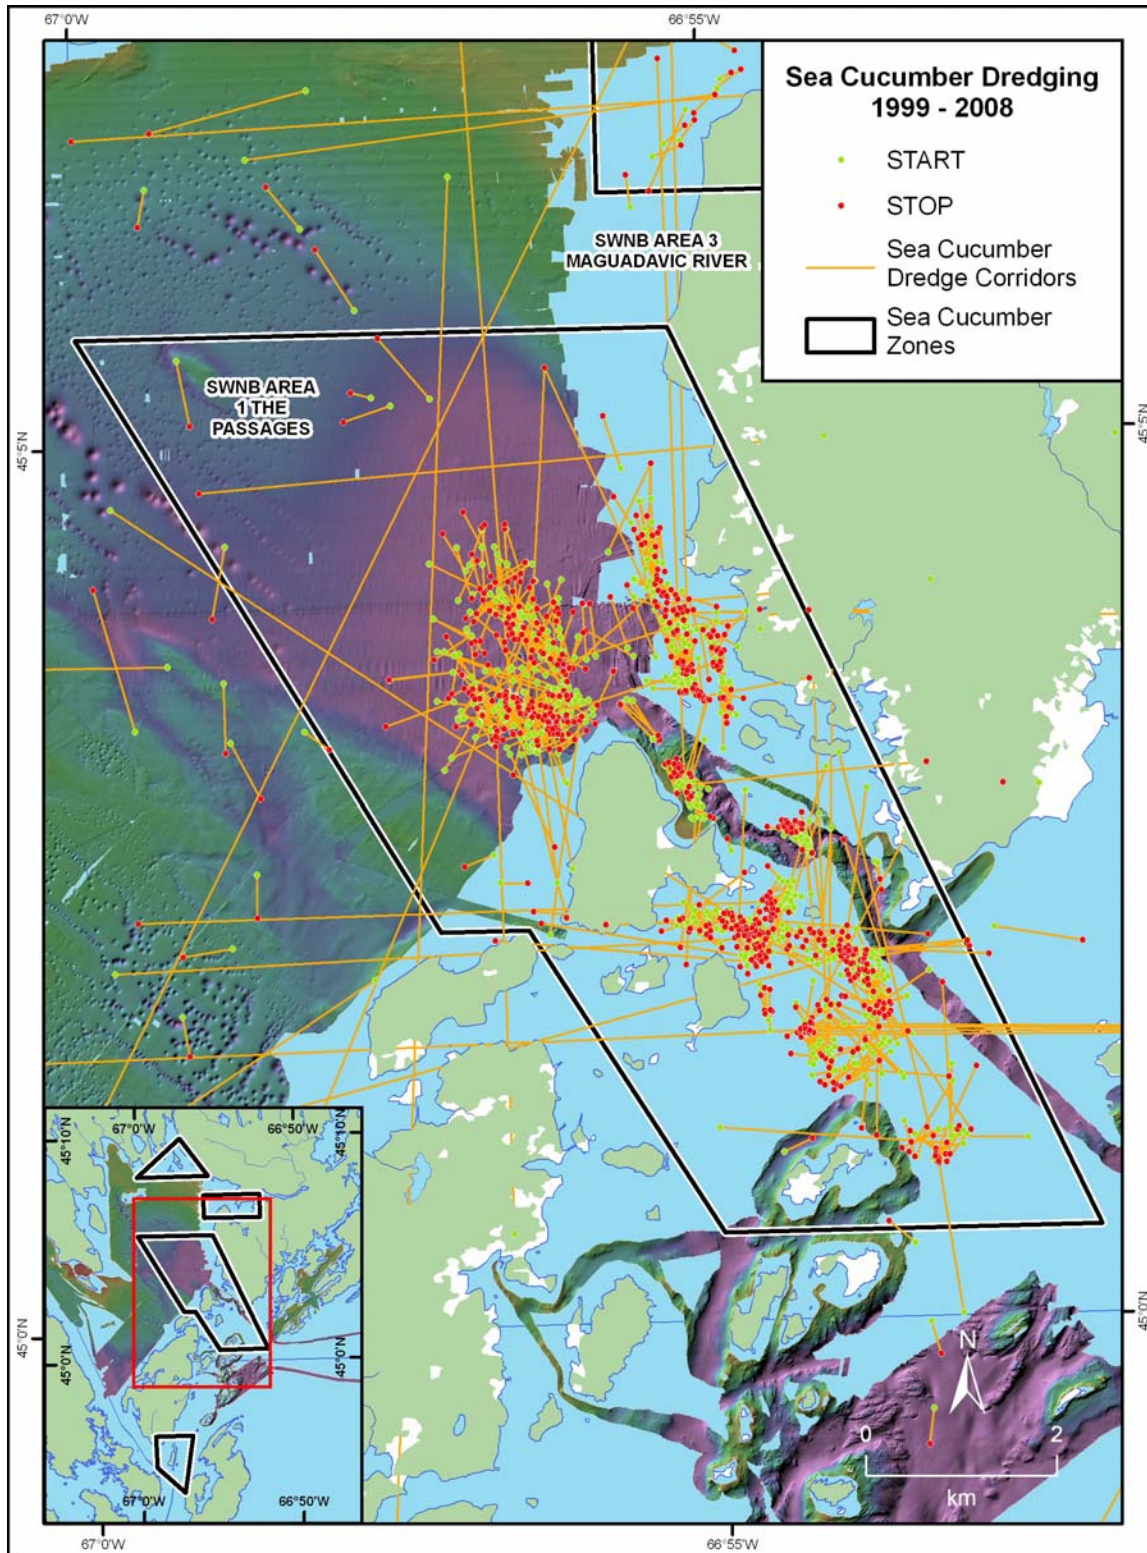 67°0'W
66°55'W
Sea Cucumber Dredging
1999 - 2008
START
STOP
Sea Cucumber
Dredge Corridors
Sea Cucumber
Zones
SWNB AREA 3
MAGUADAVIC RIVER
SWNB AREA
1 THE
PASSAGES
45°5'N
45°5'N
67°0'W
66°50'W
45°10'N
45°10'N
45°0'N
45°0'N
67°0'W
66°50'W
45°0'N
N
0
2
km
67°0'W
66°55'W